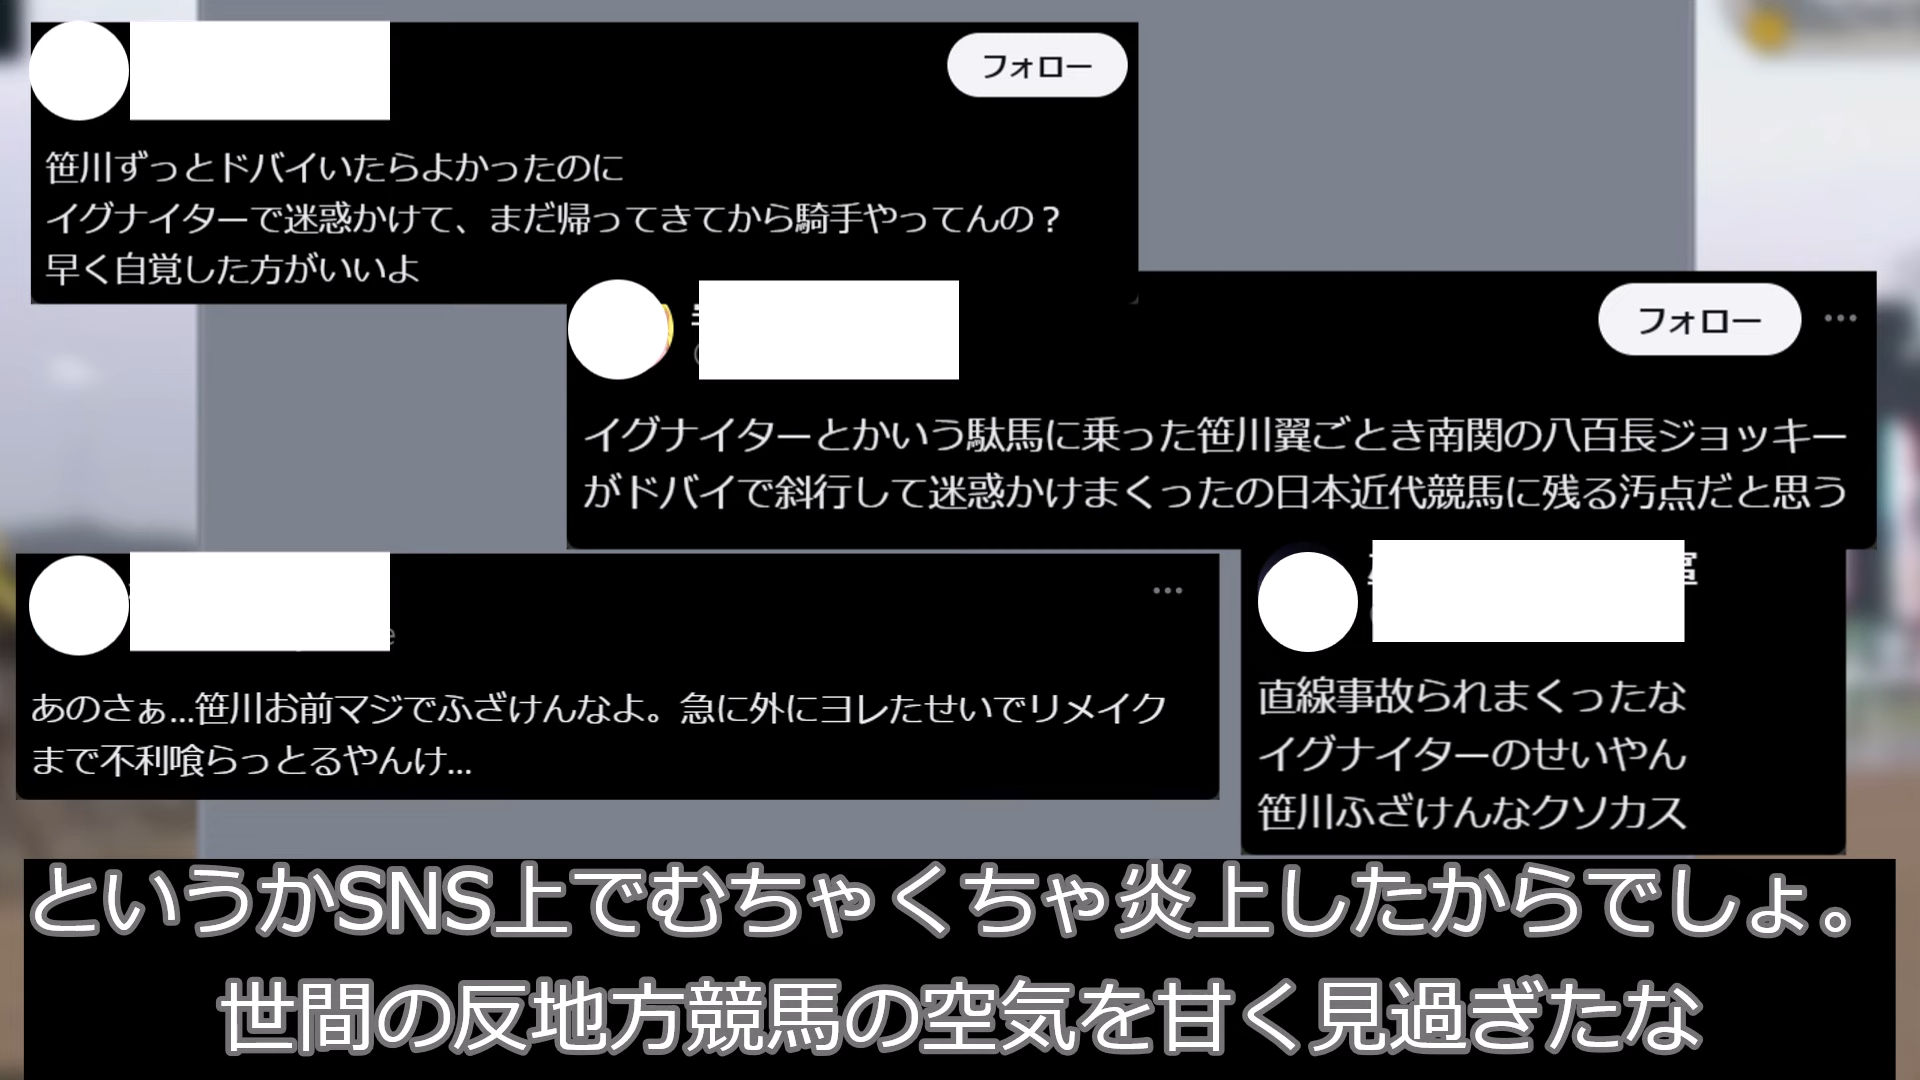 フォロー
笹川ずっとドバイいたらよかったのに
イグナイターで迷惑かけて、まだ帰ってきてから騎手やってんの？
早く自覚した方がいいよ
フォロー
イグナイターとかいう駄馬に乗った笹川翼ごとき南関の八百長ジョッキー
がドバイで斜行して迷惑かけまくったの日本近代競馬に残る汚点だと思う
あのさぁ...笹川お前マジでふざけんなよ。急に外にヨレたせいでリメイク
まで不利喰らっとるやんけ...
直線事故られまくったな
イグナイターのせいやん
笹川ふざけんなクソカス
というかSNS上でむちゃくちゃ炎上したからでしょ。
世間の反地方競馬の空気を甘く見過ぎたな